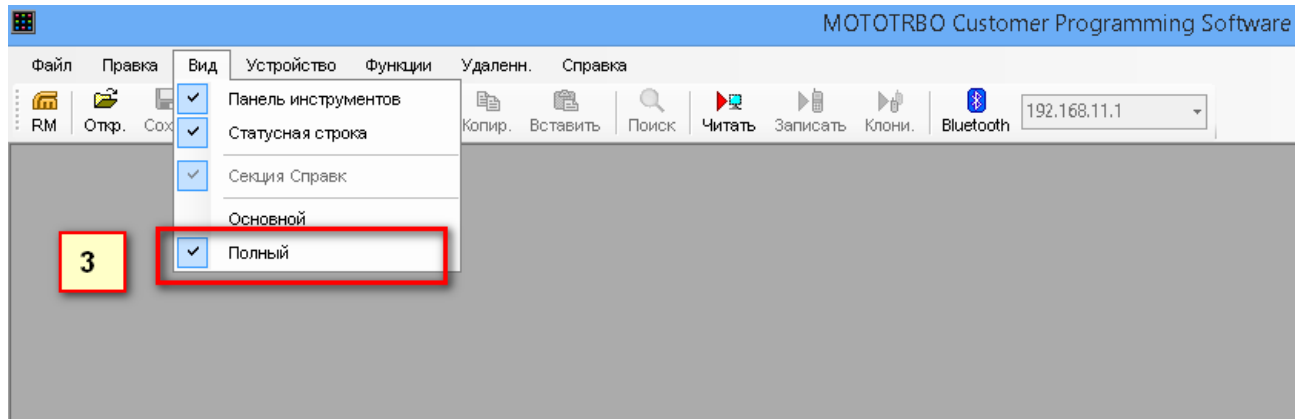 MOTOTRBO Customer Programming Software
Файл Правка Вид Устройство Функции Удаленн. Справка
RM Откр. Сох Копир. Вставить Поиск Читать Записать Клони. Bluetooth 192.168.11.1
Панель инструментов
Статусная строка
Секция Справк
Основной
Полный
3